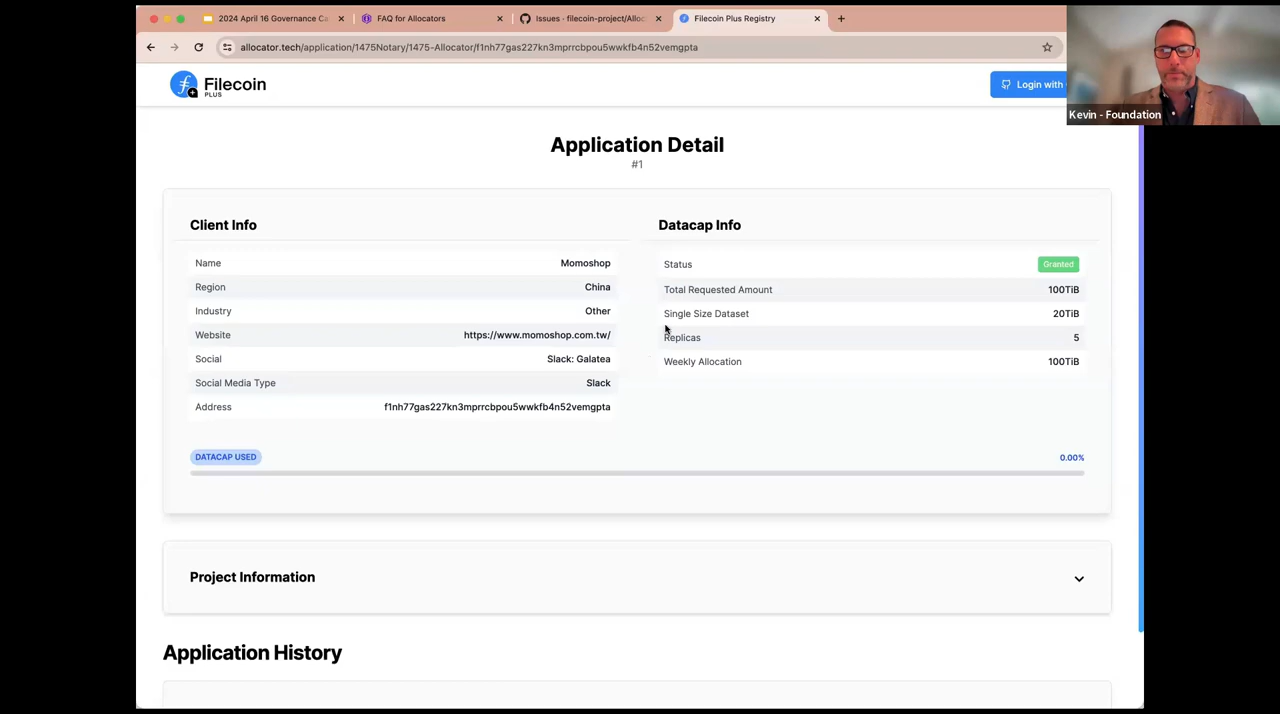 2024 April 16 Governance Ca
FAQ for Allocators
Issues · filecoin-project/Alloc
Filecoin Plus Registry
allocator.tech/application/1475Notary/1475-Allocator/f1nh77gas227kn3mprrcbpou5wwkfb4n52vemgpta
Filecoin
PLUS
Login with
Kevin - Foundation
Application Detail
#1
Client Info
Name Momoshop
Region China
Industry Other
Website https://www.momoshop.com.tw/
Social Slack: Galatea
Social Media Type Slack
Address f1nh77gas227kn3mprrcbpou5wwkfb4n52vemgpta
Datacap Info
Status Granted
Total Requested Amount 100TiB
Single Size Dataset 20TiB
Replicas 5
Weekly Allocation 100TiB
DATACAP USED 0.00%
Project Information
Application History